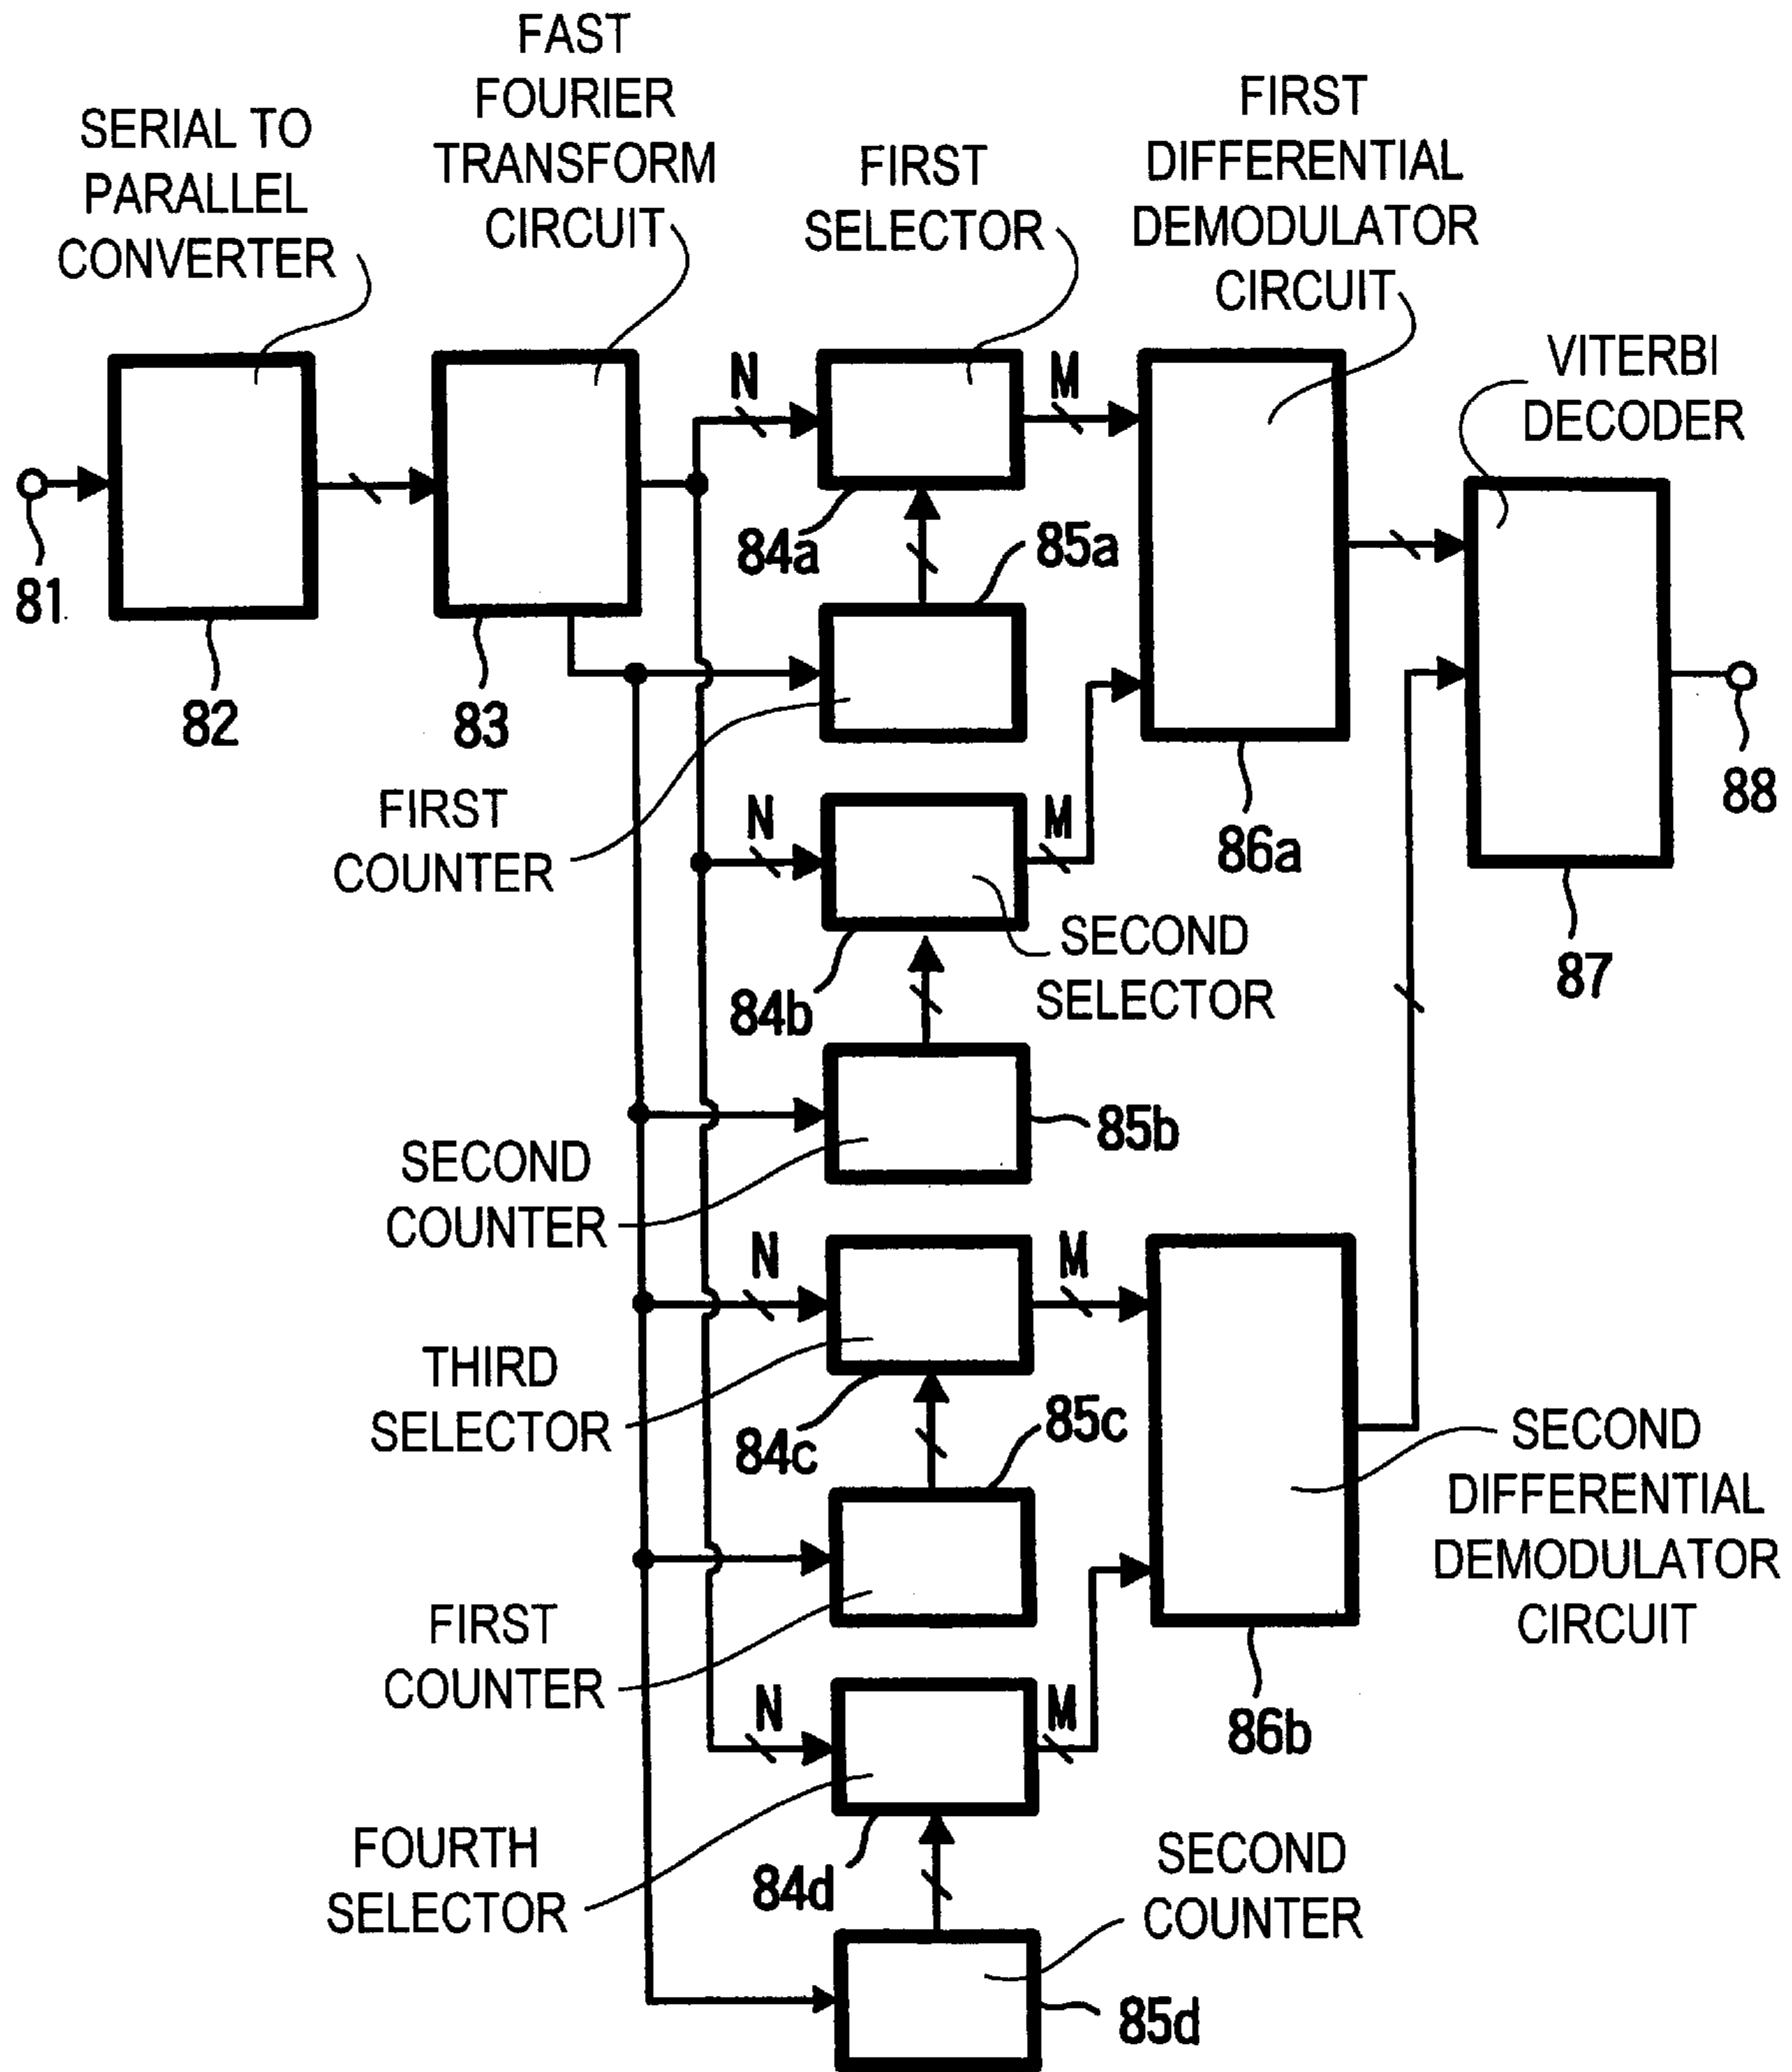 FAST
FOURIER
TRANSFORM
CIRCUIT
SERIAL TO
PARALLEL
CONVERTER
FIRST
SELECTOR
FIRST
DIFFERENTIAL
DEMODULATOR
CIRCUIT
VITERBI
DECODER
N
M
81
82
83
84a
85a
86a
87
88
FIRST
COUNTER
N
M
84b
SECOND
SELECTOR
85b
SECOND
COUNTER
N
M
THIRD
SELECTOR
84c
85c
SECOND
DIFFERENTIAL
DEMODULATOR
CIRCUIT
FIRST
COUNTER
N
M
86b
FOURTH
SELECTOR
84d
SECOND
COUNTER
85d